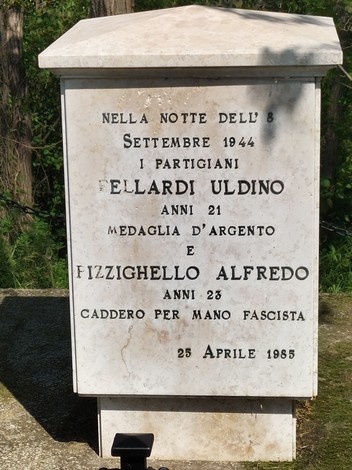 NELLA NOTTE DELL' 8
SETTEMBRE 1944
I PARTIGIANI
FELLARDI ULDINO
ANNI 21
MEDAGLIA D'ARGENTO
E
PIZZIGHELLO ALFREDO
ANNI 23
CADDERO PER MANO FASCISTA
25 APRILE 1985